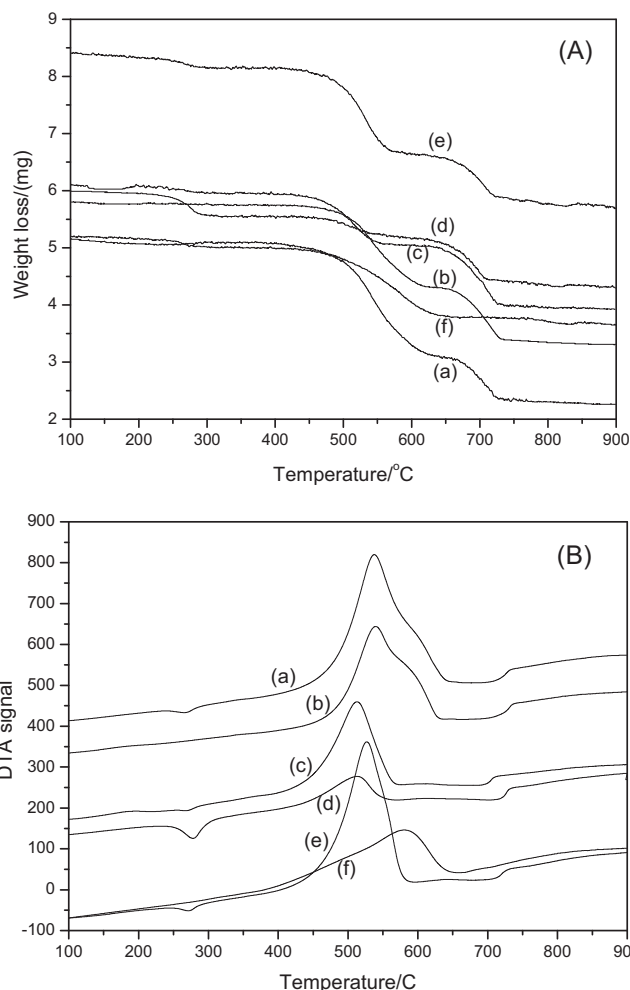 9
(A)
8
7
(e)
6
(d)
5
(c)
(b)
4
(f)
3
(a)
2
100 200 300 400 500 600 700 800 900
Weight loss/(mg)
Temperature/°C
900
(B)
800
700
600
(a)
500
(b)
400
300
(c)
200
(d)
100
(e)
(f)
0
-100
100 200 300 400 500 600 700 800 900
DTA signal
Temperature/C